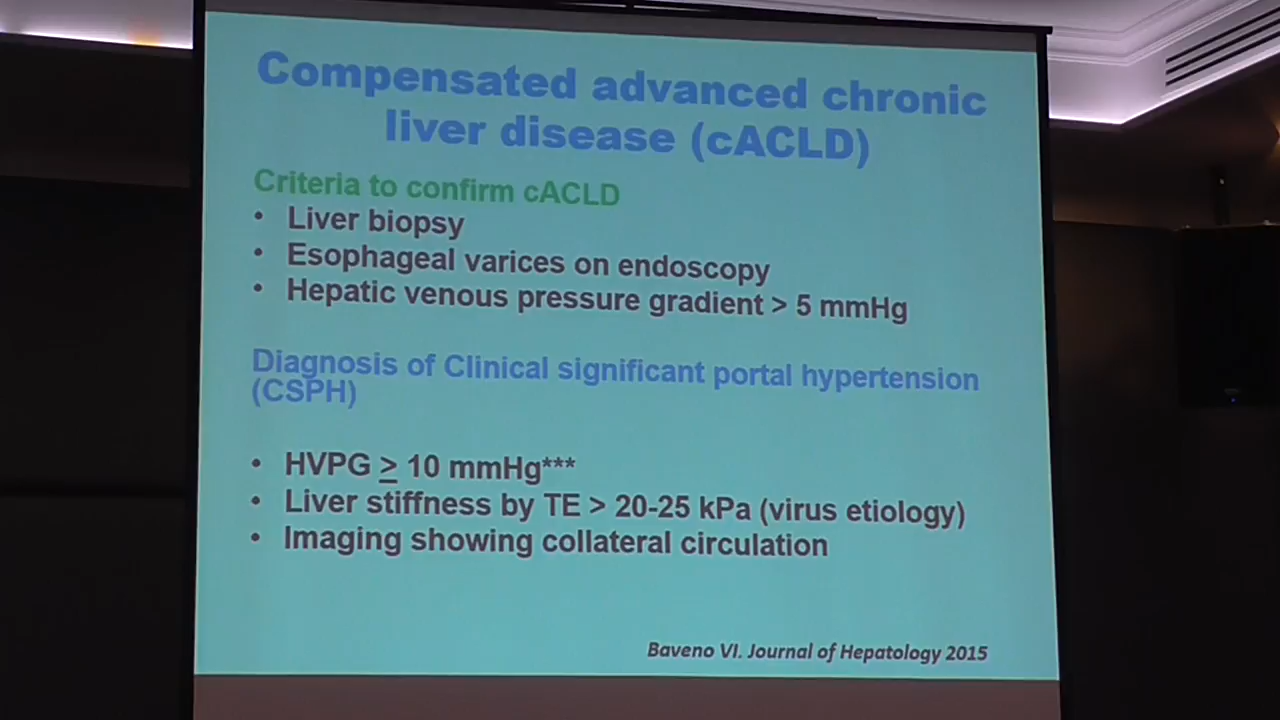 Compensated advanced chronic
liver disease (cACLD)
Criteria to confirm cACLD
• Liver biopsy
• Esophageal varices on endoscopy
• Hepatic venous pressure gradient > 5 mmHg
Diagnosis of Clinical significant portal hypertension
(CSPH)
• HVPG ≥ 10 mmHg***
• Liver stiffness by TE > 20-25 kPa (virus etiology)
• Imaging showing collateral circulation
Baveno VI. Journal of Hepatology 2015